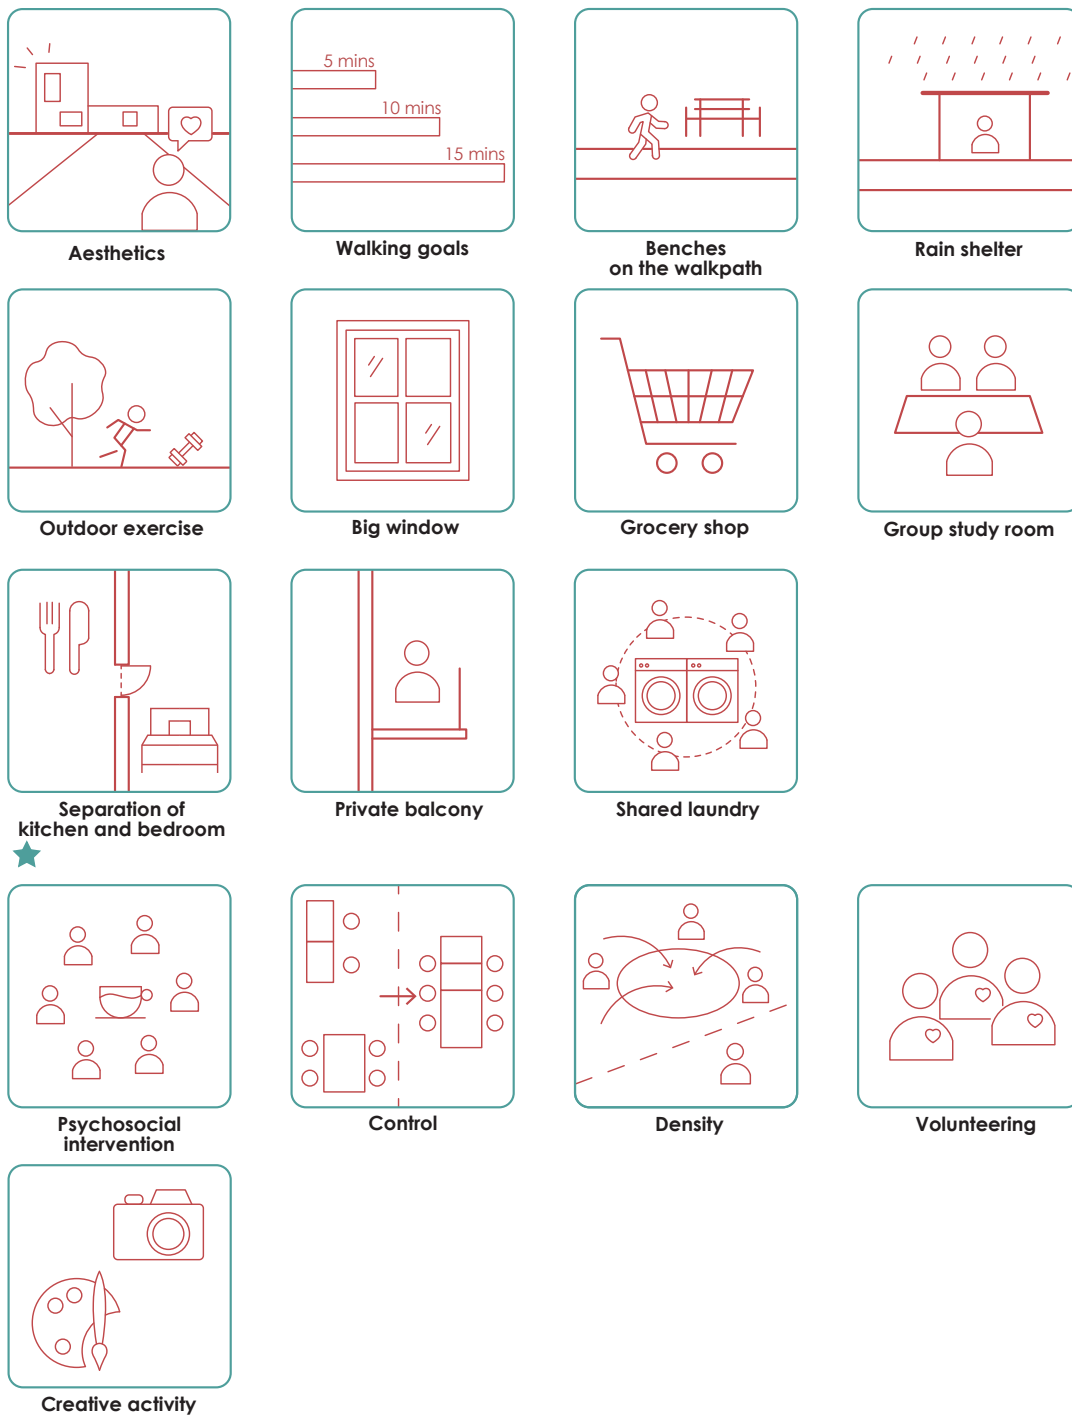 5 mins
10 mins
15 mins
Aesthetics
Walking goals
Benches
on the walkpath
Rain shelter
Outdoor exercise
Big window
Grocery shop
Group study room
Separation of
kitchen and bedroom
Private balcony
Shared laundry
Psychosocial
intervention
Control
Density
Volunteering
Creative activity